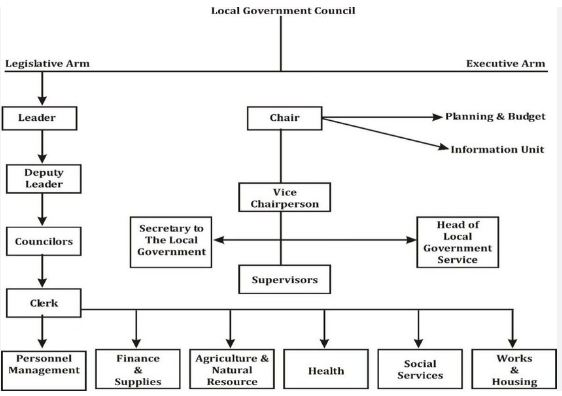 Local Government Council
Legislative Arm
Executive Arm
Leader
Chair
Planning & Budget
Information Unit
Deputy
Leader
Vice
Chairperson
Secretary to
The Local
Government
Head of
Local
Government
Service
Councilors
Supervisors
Clerk
Personnel
Management
Finance
&
Supplies
Agriculture &
Natural
Resource
Health
Social
Services
Works
&
Housing